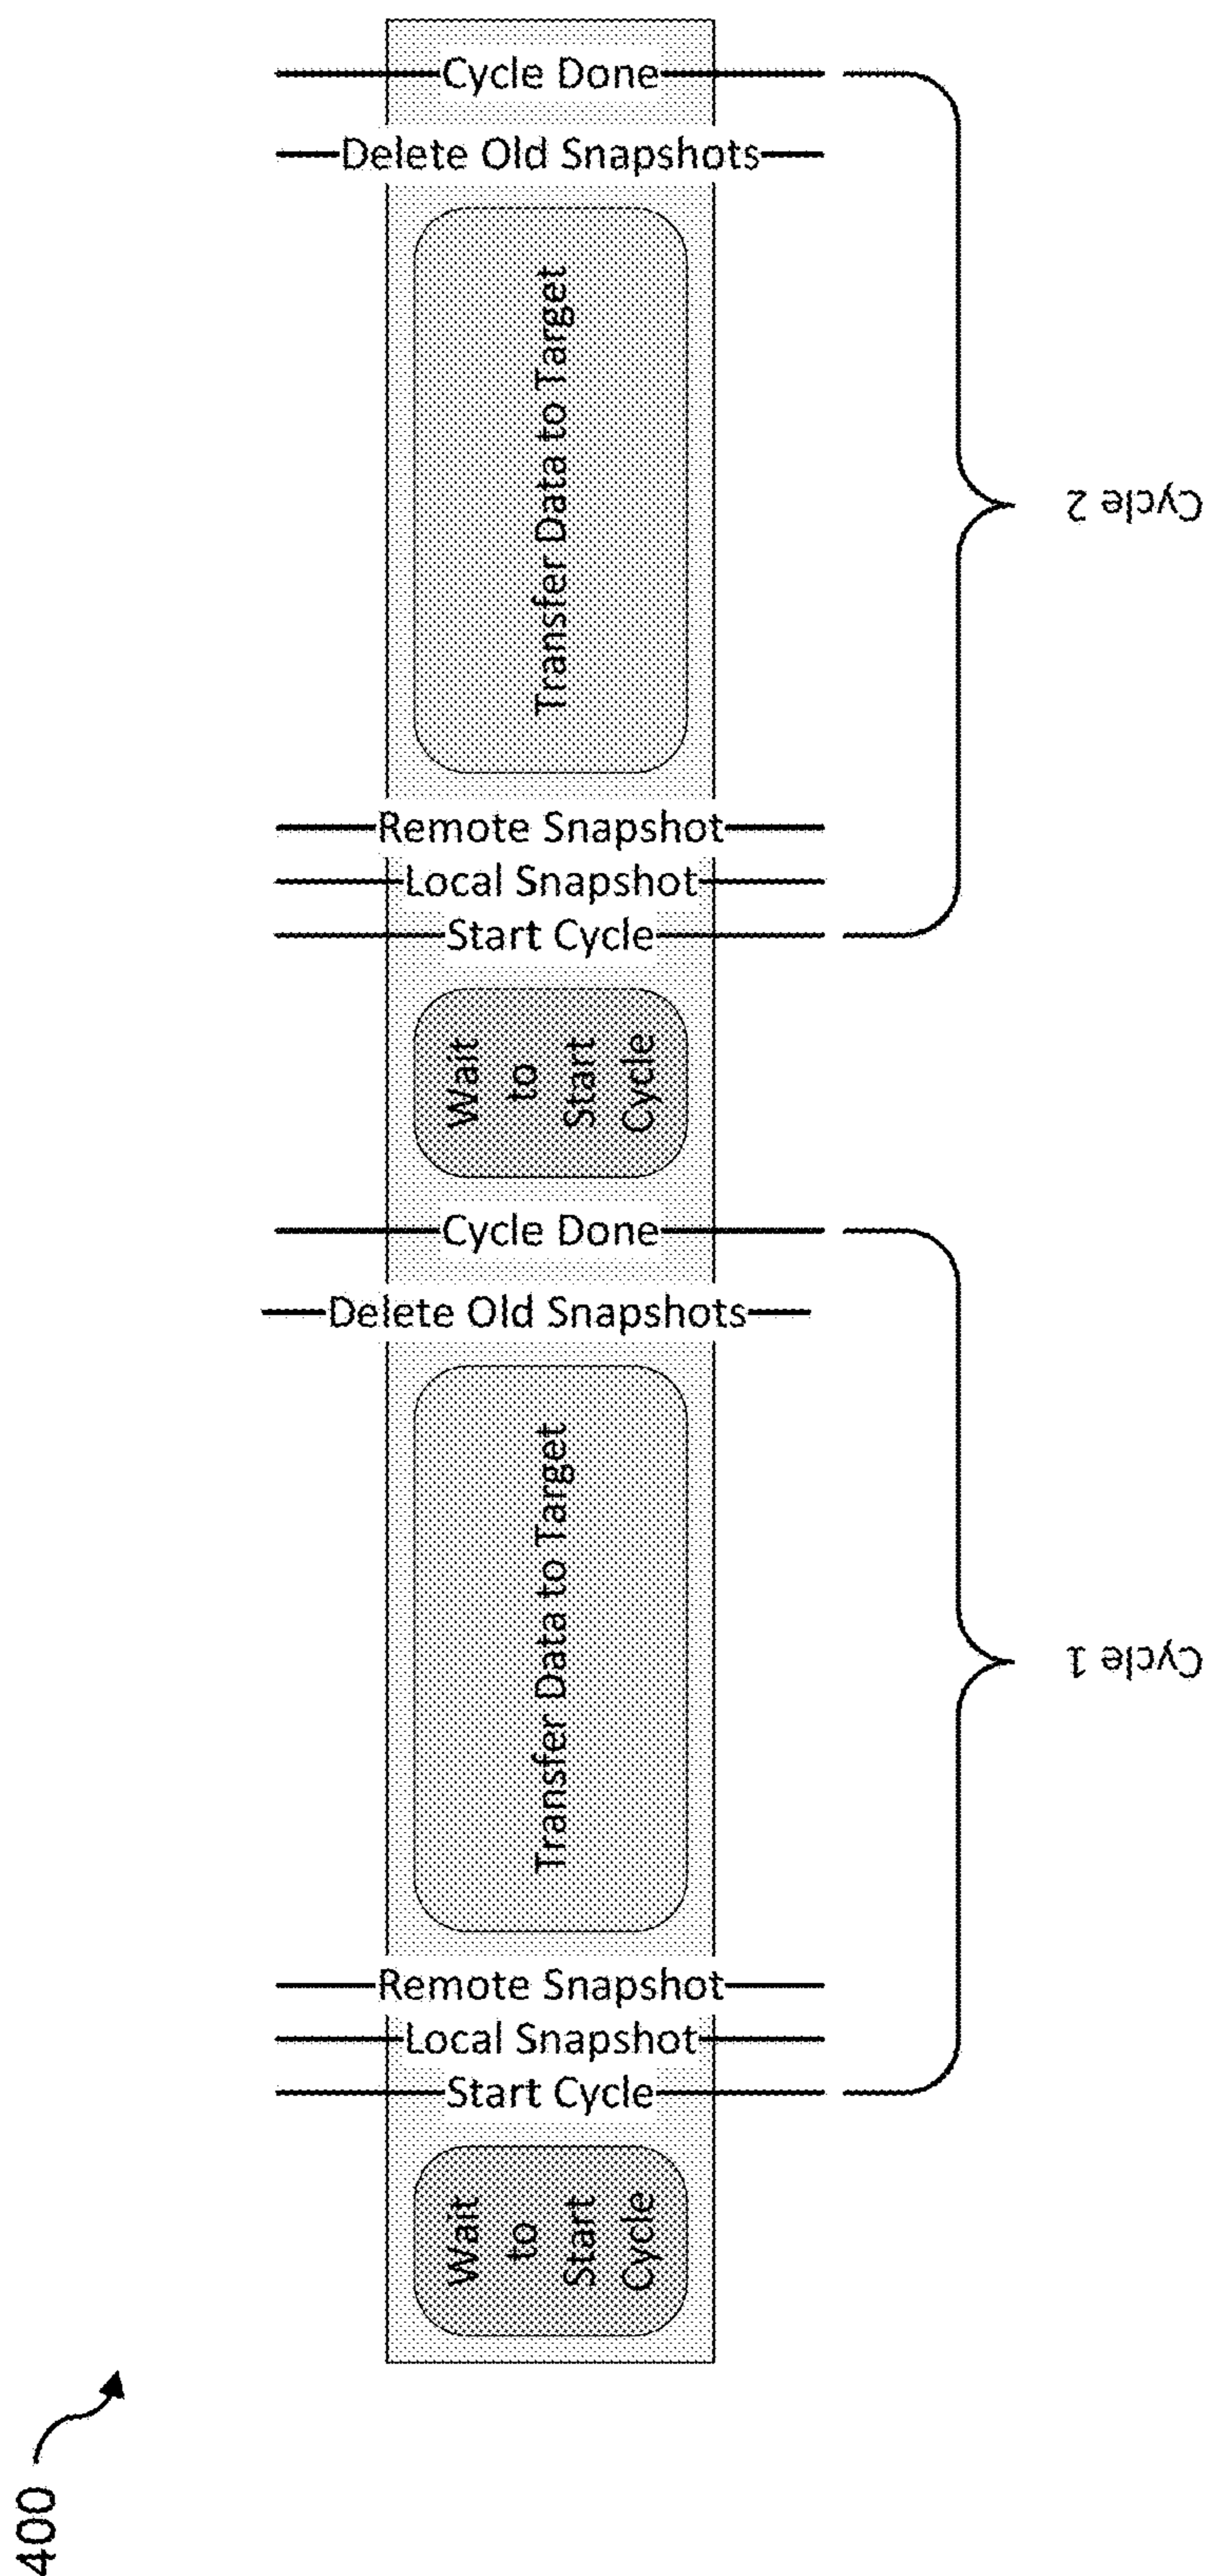 400
Wait
to
Start
Cycle
Start Cycle
Local Snapshot
Remote Snapshot
Transfer Data to Target
Delete Old Snapshots
Cycle Done
Wait
to
Start
Cycle
Start Cycle
Local Snapshot
Remote Snapshot
Transfer Data to Target
Delete Old Snapshots
Cycle Done
Cycle 1
Cycle 2